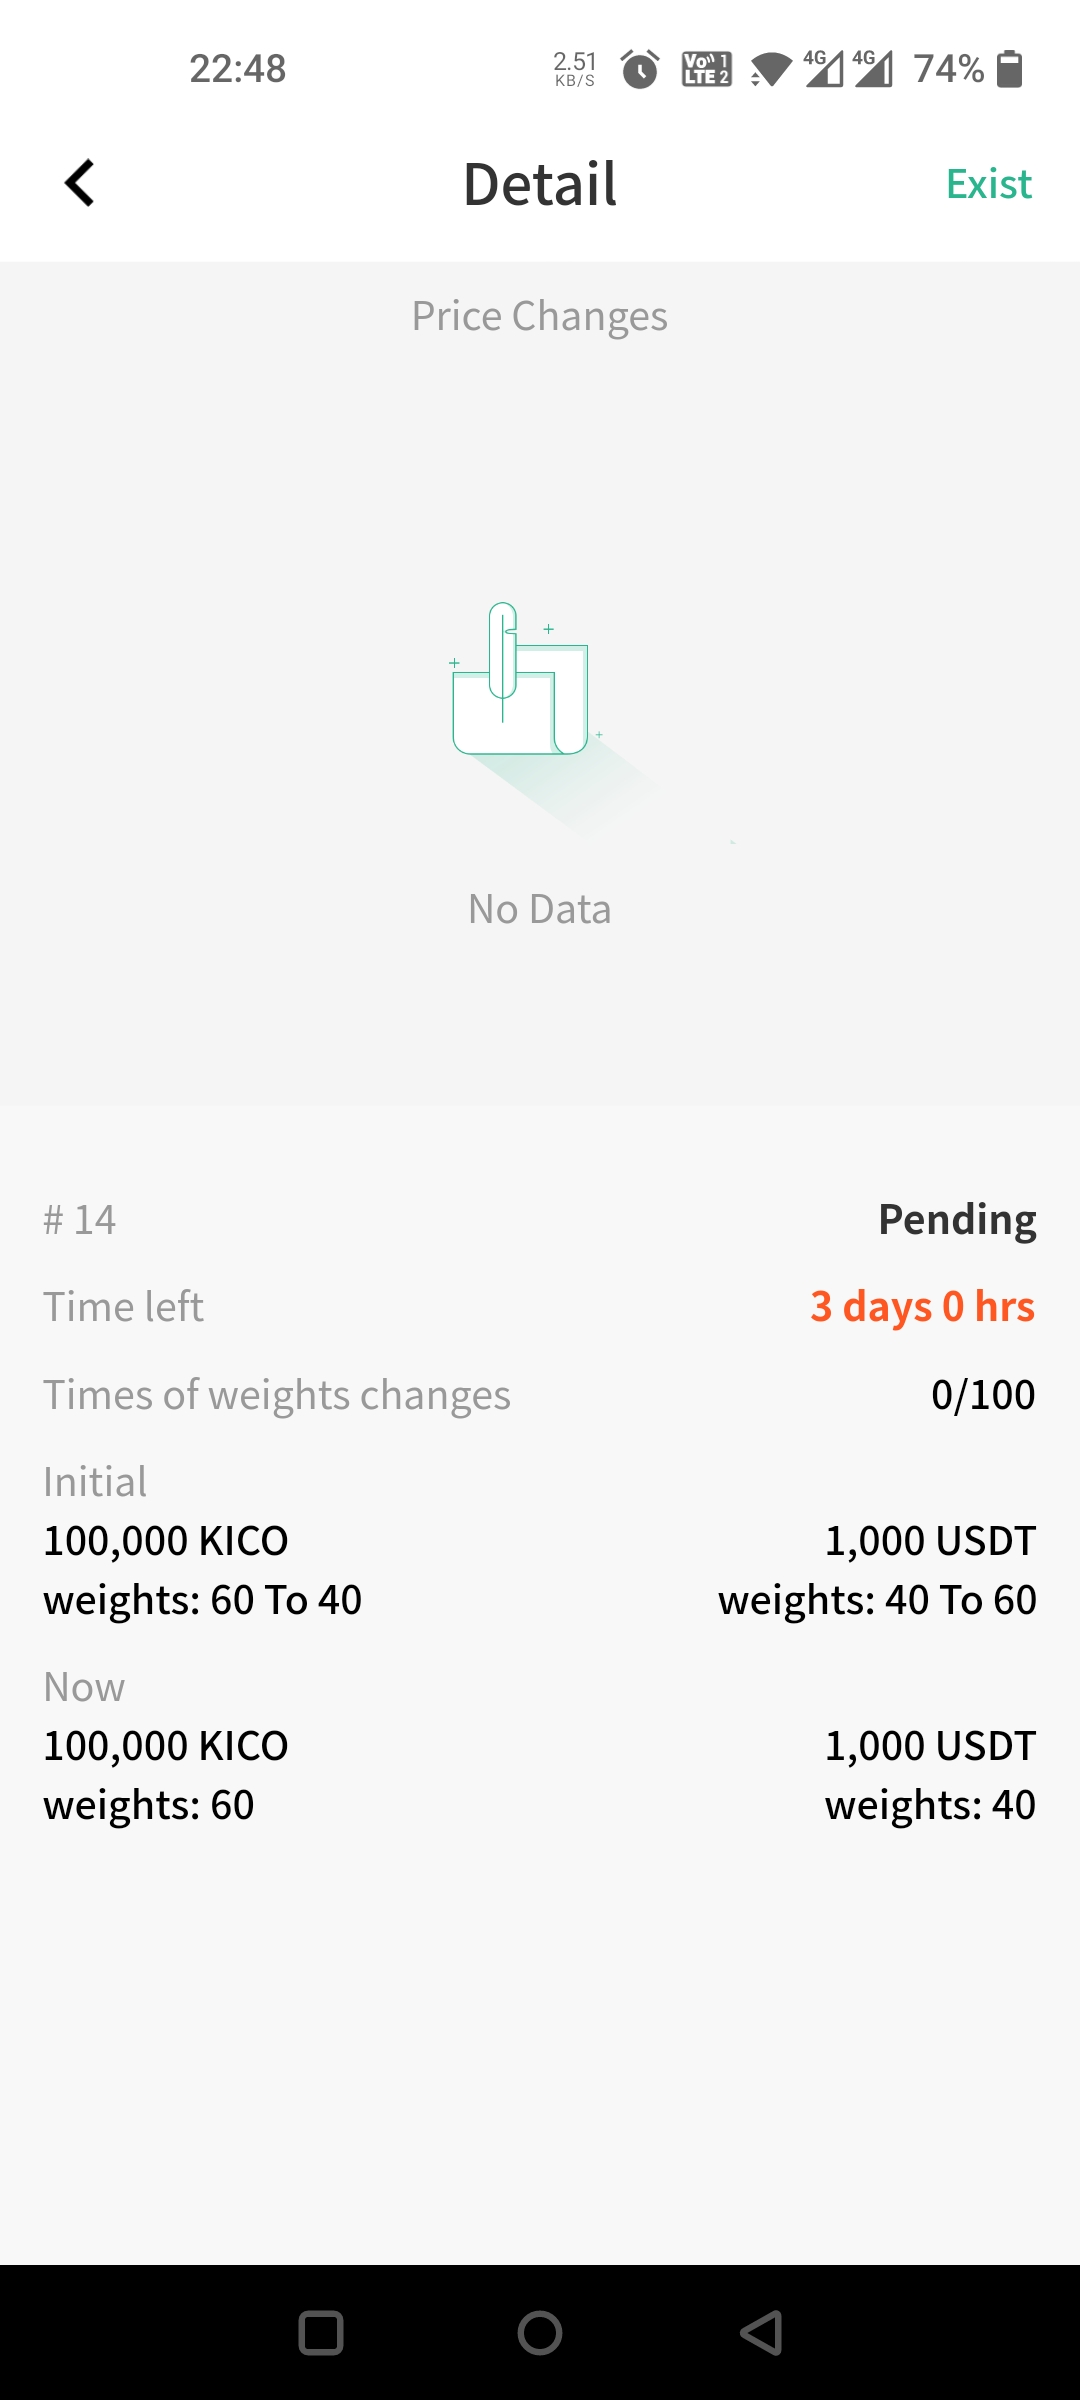 22:48 2.51 KB/S Vo)) 1 LTE 2 4G 4G 74%
Detail Exist
Price Changes
No Data
# 14 Pending
Time left 3 days 0 hrs
Times of weights changes 0/100
Initial
100,000 KICO 1,000 USDT
weights: 60 To 40 weights: 40 To 60
Now
100,000 KICO 1,000 USDT
weights: 60 weights: 40